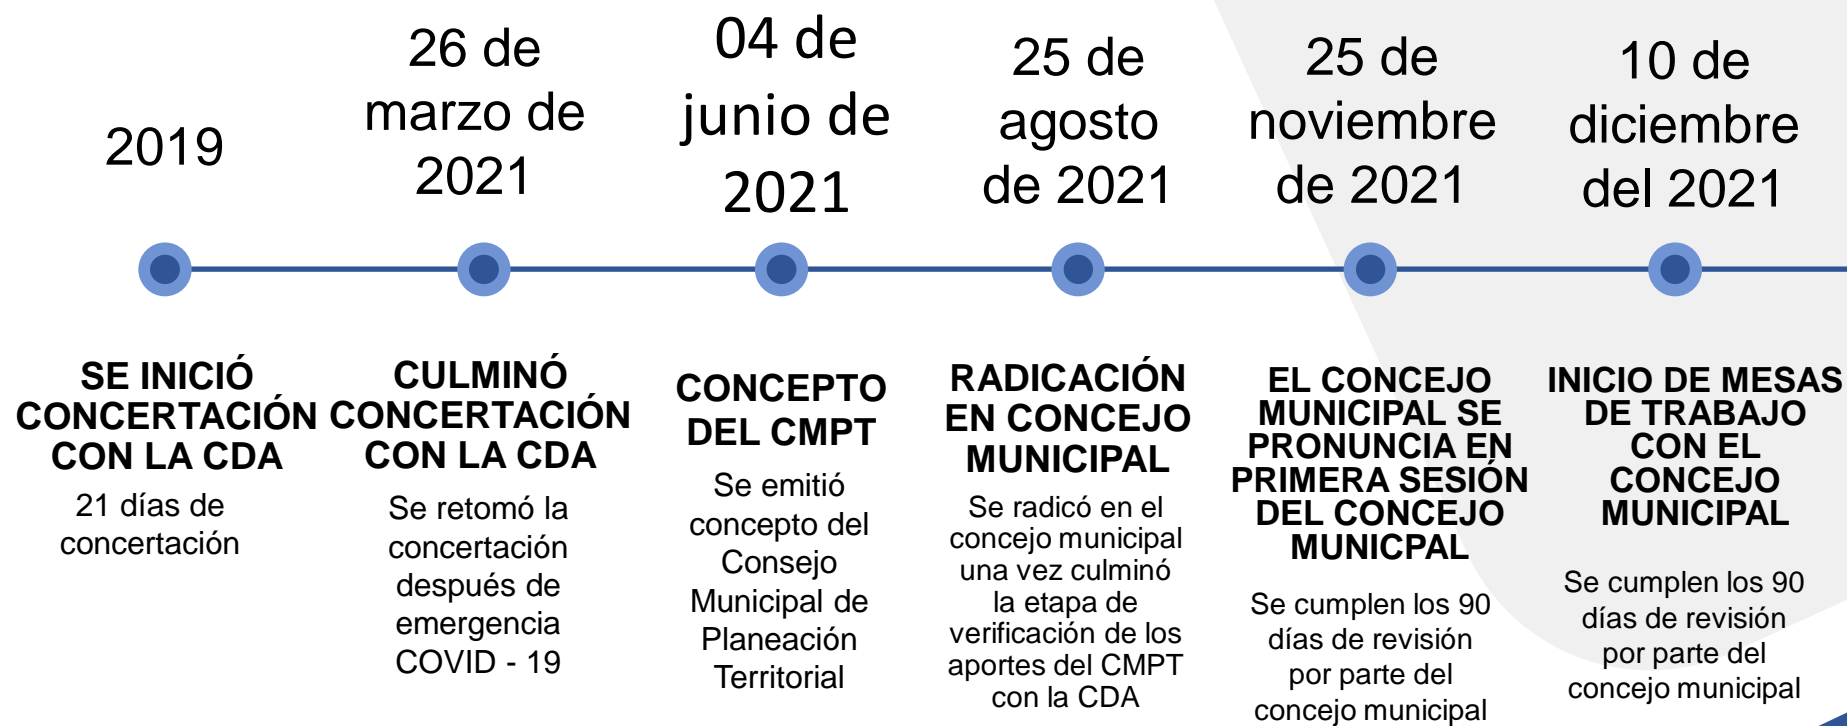 2019
SE INICIÓ
CONCERTACIÓN
CON LA CDA
21 días de
concertación
26 de
marzo de
2021
CULMINÓ
CONCERTACIÓN
CON LA CDA
Se retomó la
concertación
después de
emergencia
COVID - 19
04 de
junio de
2021
CONCEPTO
DEL CMPT
Se emitió
concepto del
Consejo
Municipal de
Planeación
Territorial
25 de
agosto
de 2021
RADICACIÓN
EN CONCEJO
MUNICIPAL
Se radicó en el
concejo municipal
una vez culminó
la etapa de
verificación de los
aportes del CMPT
con la CDA
25 de
noviembre
de 2021
EL CONCEJO
MUNICIPAL SE
PRONUNCIA EN
PRIMERA SESIÓN
DEL CONCEJO
MUNICPAL
Se cumplen los 90
días de revisión
por parte del
concejo municipal
10 de
diciembre
del 2021
INICIO DE MESAS
DE TRABAJO
CON EL
CONCEJO
MUNICIPAL
Se cumplen los 90
días de revisión
por parte del
concejo municipal